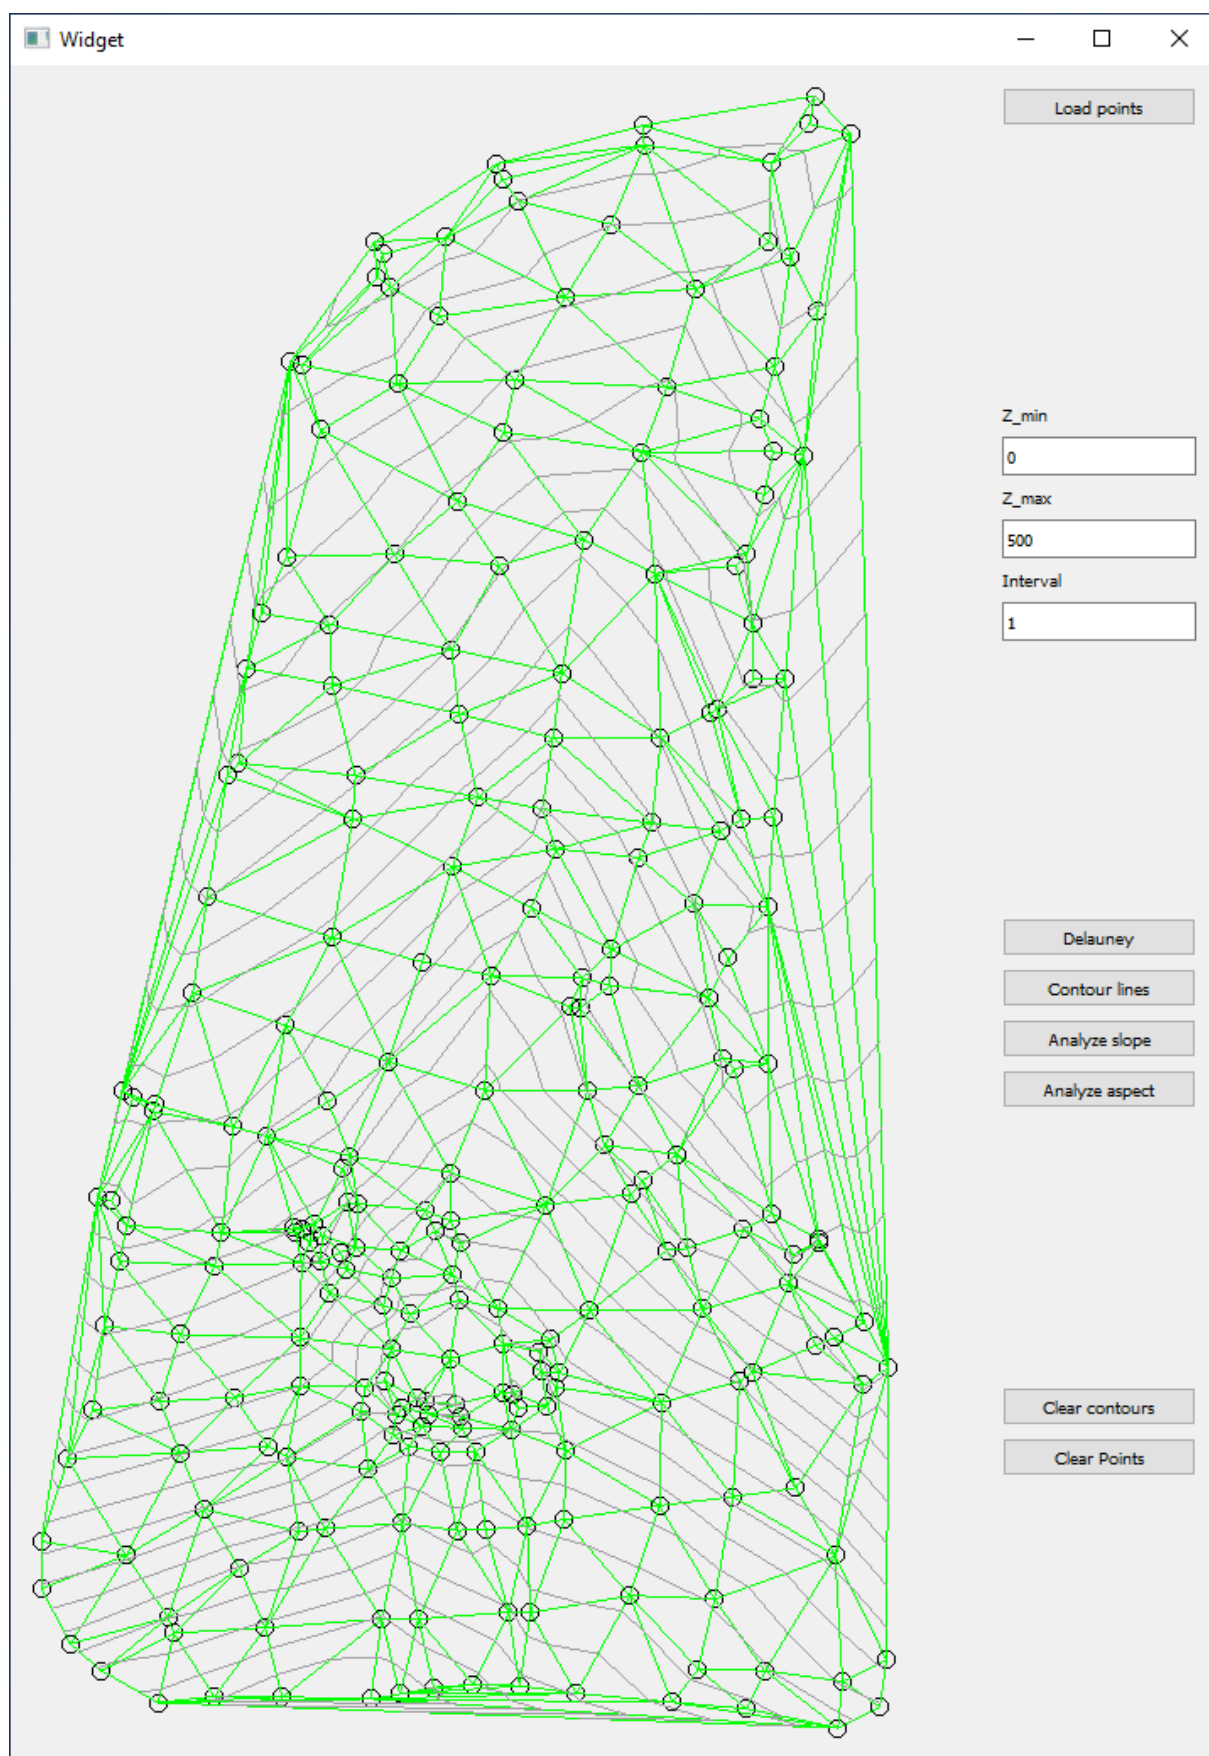 Widget
Load points
Z_min
0
Z_max
500
Interval
1
Delauney
Contour lines
Analyze slope
Analyze aspect
Clear contours
Clear Points